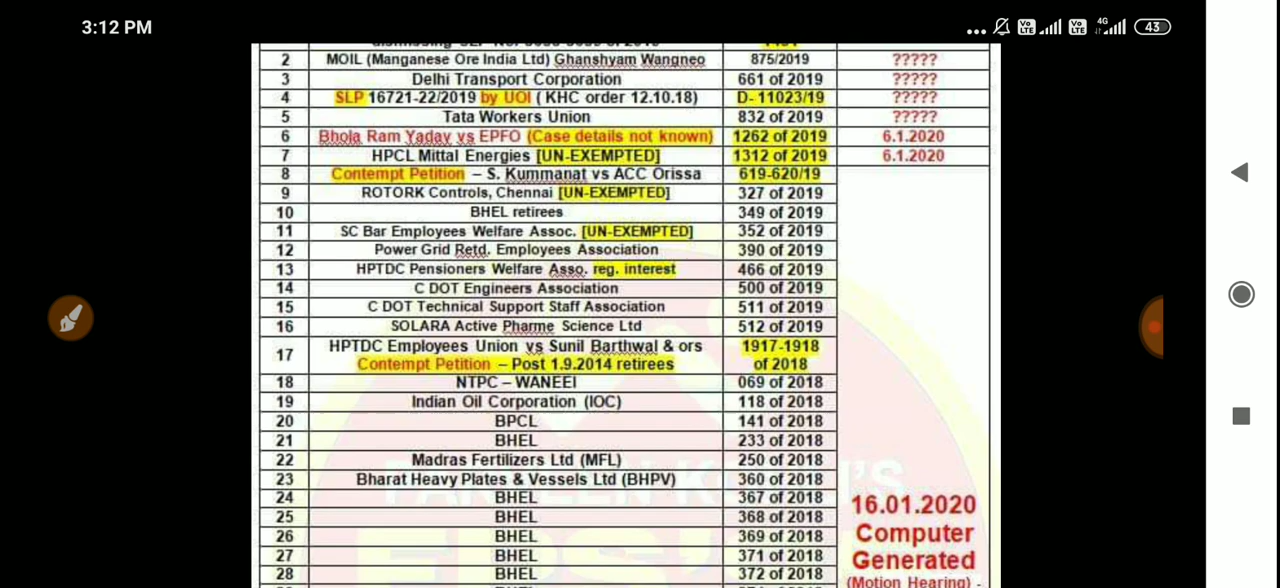 3:12 PM
4G
43
2 MOIL (Manganese Ore India Ltd) Ghanshyam Wangneo 875/2019 ?????
3 Delhi Transport Corporation 661 of 2019 ?????
4 SLP 16721-22/2019 by UOI ( KHC order 12.10.18) D- 11023/19 ?????
5 Tata Workers Union 832 of 2019 ?????
6 Bhola Ram Yadav vs EPFO (Case details not known) 1262 of 2019 6.1.2020
7 HPCL Mittal Energies [UN-EXEMPTED] 1312 of 2019 6.1.2020
8 Contempt Petition – S. Kummanat vs ACC Orissa 619-620/19
9 ROTORK Controls, Chennai [UN-EXEMPTED] 327 of 2019
10 BHEL retirees 349 of 2019
11 SC Bar Employees Welfare Assoc. [UN-EXEMPTED] 352 of 2019
12 Power Grid Retd. Employees Association 390 of 2019
13 HPTDC Pensioners Welfare Asso. reg. interest 466 of 2019
14 C DOT Engineers Association 500 of 2019
15 C DOT Technical Support Staff Association 511 of 2019
16 SOLARA Active Pharme Science Ltd 512 of 2019
17 HPTDC Employees Union vs Sunil Barthwal & ors 1917-1918
Contempt Petition – Post 1.9.2014 retirees of 2018
18 NTPC – WANEEI 069 of 2018
19 Indian Oil Corporation (IOC) 118 of 2018
20 BPCL 141 of 2018
21 BHEL 233 of 2018
22 Madras Fertilizers Ltd (MFL) 250 of 2018
23 Bharat Heavy Plates & Vessels Ltd (BHPV) 360 of 2018
24 BHEL 367 of 2018
25 BHEL 368 of 2018
26 BHEL 369 of 2018
27 BHEL 371 of 2018
28 BHEL 372 of 2018
16.01.2020
Computer
Generated
(Motion Hearing) -